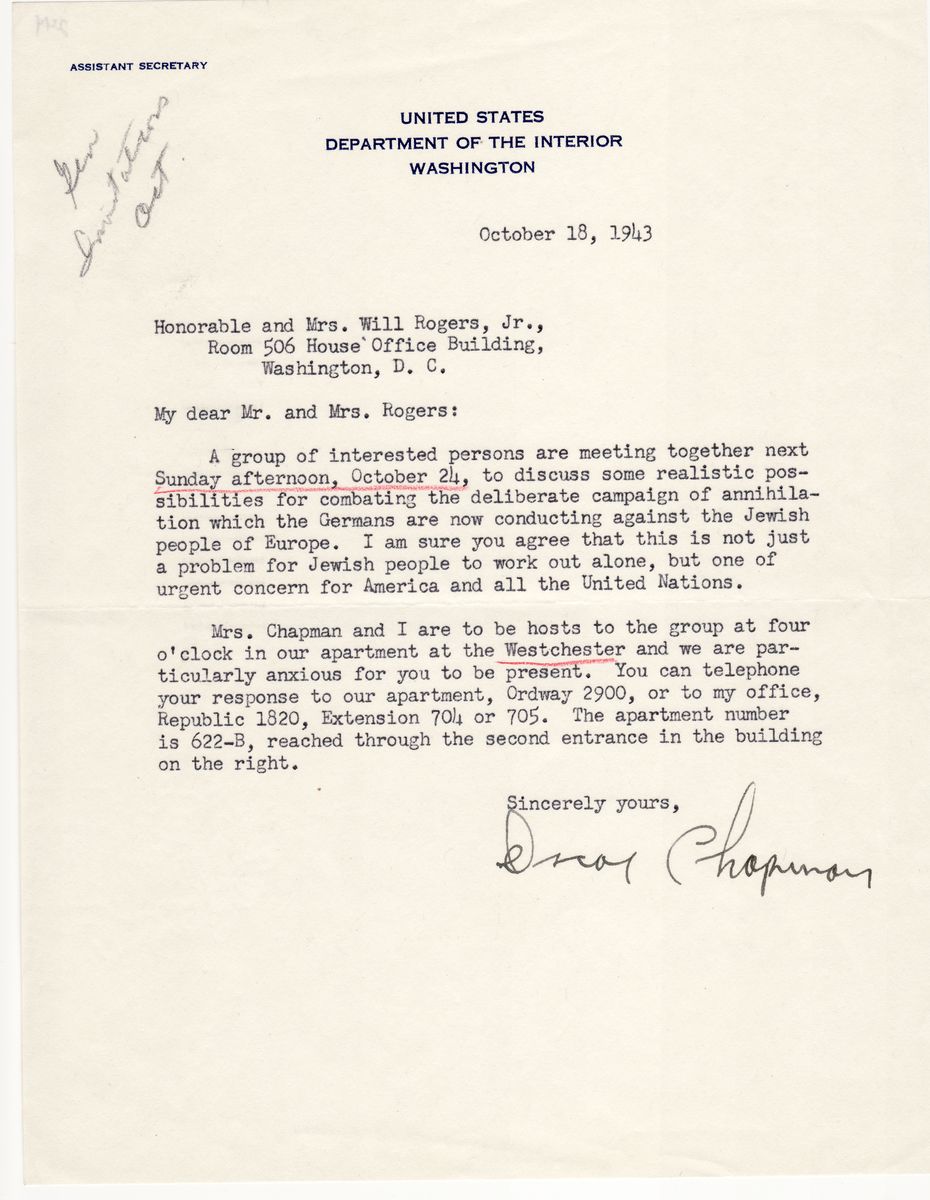 ASSISTANT SECRETARY
Gen
Invitations
Oct
UNITED STATES
DEPARTMENT OF THE INTERIOR
WASHINGTON
October 18, 1943
Honorable and Mrs. Will Rogers, Jr.,
Room 506 House Office Building,
Washington, D. C.
My dear Mr. and Mrs. Rogers:
A group of interested persons are meeting together next
Sunday afternoon, October 24, to discuss some realistic pos-
sibilities for combating the deliberate campaign of annihila-
tion which the Germans are now conducting against the Jewish
people of Europe. I am sure you agree that this is not just
a problem for Jewish people to work out alone, but one of
urgent concern for America and all the United Nations.
Mrs. Chapman and I are to be hosts to the group at four
o'clock in our apartment at the Westchester and we are par-
ticularly anxious for you to be present. You can telephone
your response to our apartment, Ordway 2900, or to my office,
Republic 1820, Extension 704 or 705. The apartment number
is 622-B, reached through the second entrance in the building
on the right.
Sincerely yours,
Oscar Chapman